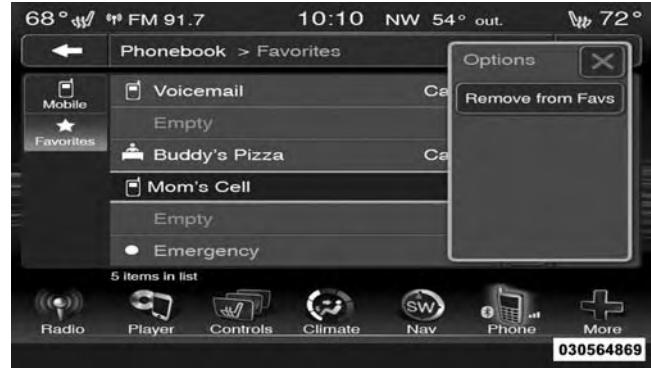 68° FM 91.7 10:10 NW 54° out. 72°
Phonebook > Favorites
Options
Mobile
Voicemail Ca
Remove from Favs
Empty
Favorites
Buddy's Pizza Ca
Mom's Cell
Empty
Emergency
5 items in list
SW
Radio Player Controls Climate Nav Phone More
030564869